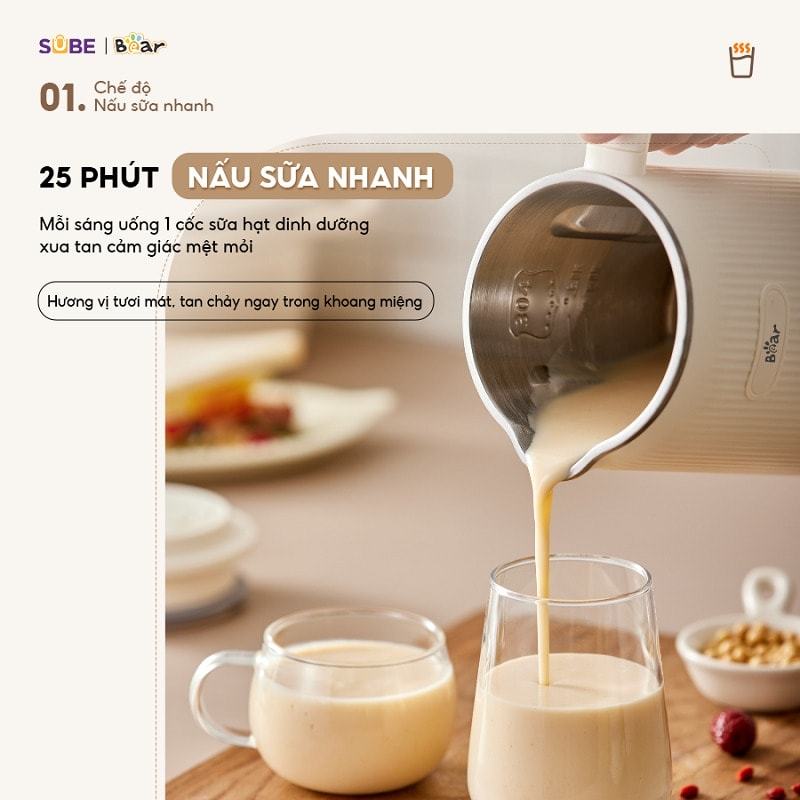 SUBE | Bear
01. Chế độ
Nấu sữa nhanh
25 PHÚT NẤU SỮA NHANH
Mỗi sáng uống 1 cốc sữa hạt dinh dưỡng
xua tan cảm giác mệt mỏi
Hương vị tươi mát, tan chảy ngay trong khoang miệng
304
Bear